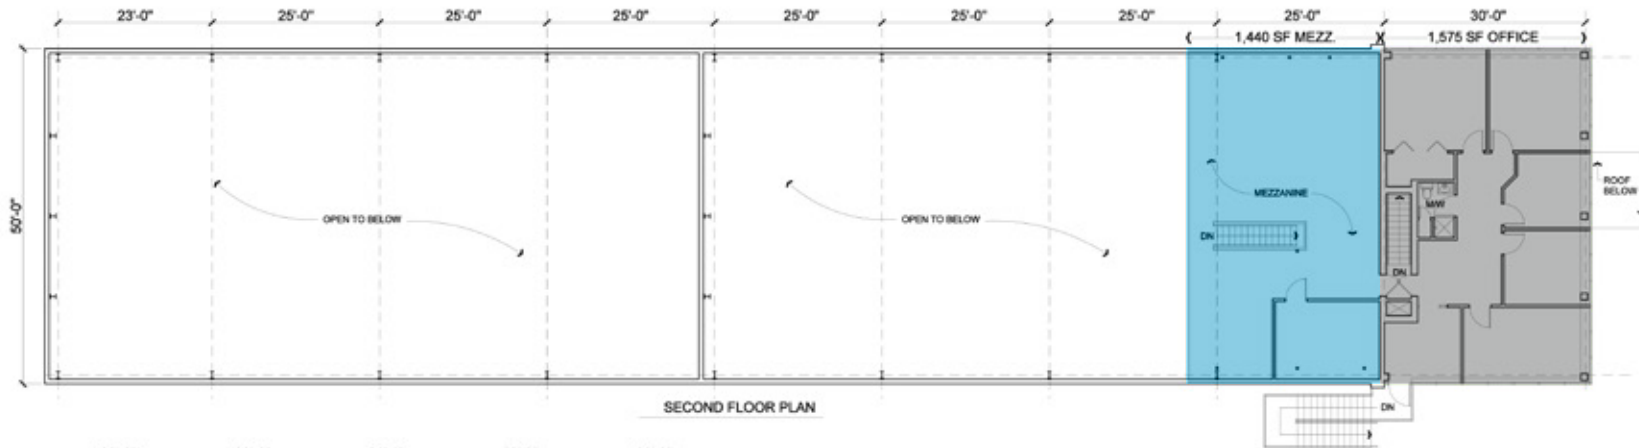 23'-0" 25'-0" 25'-0" 25'-0" 25'-0" 25'-0" 25'-0" 25'-0" 30'-0"
1,440 SF MEZZ. 1,575 SF OFFICE
50'-0"
OPEN TO BELOW
OPEN TO BELOW
MEZZANINE
DN
M/W
DN
ROOF
BELOW
SECOND FLOOR PLAN
DN